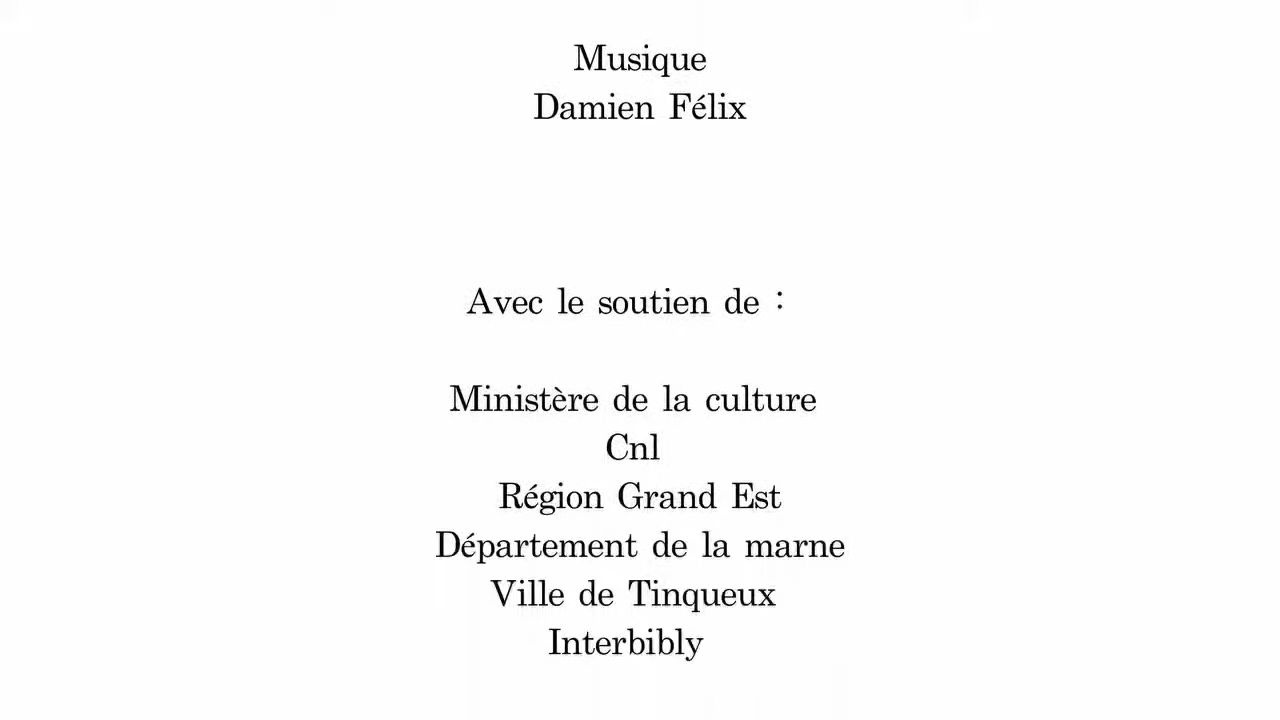 Musique
Damien Félix
Avec le soutien de :
Ministère de la culture
Cnl
Région Grand Est
Département de la marne
Ville de Tinqueux
Interbibly